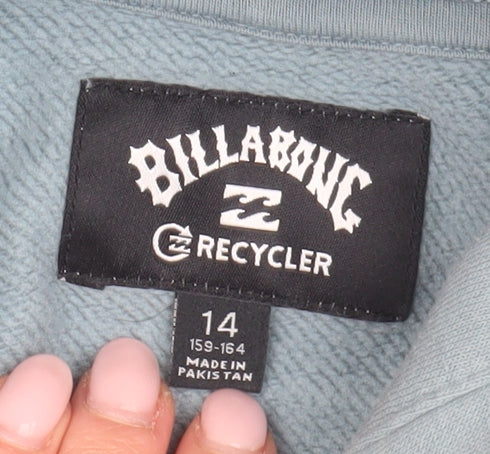 BILLABONG
RECYCLER
14
159-164
MADE IN
PAKISTAN